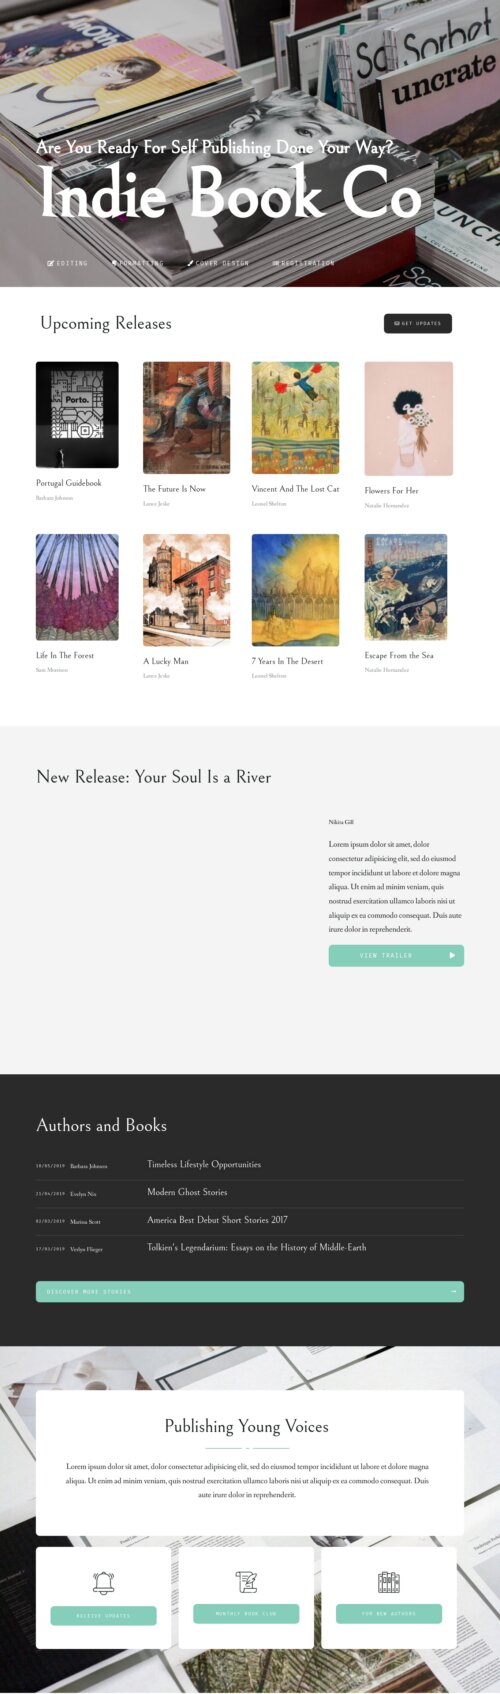 Sorbet
uncrate
Are You Ready For Self Publishing Done Your Way?
Indie Book Co
EDITING
FORMATTING
COVER DESIGN
REGISTRATION
Upcoming Releases
GET UPDATES
Porto.
Portugal Guidebook
Barbara Johnson
The Future Is Now
Lance Jeske
Vincent And The Lost Cat
Leonel Shelton
Flowers For Her
Natalie Hernandez
ESCAPE
Life In The Forest
Sam Morrison
A Lucky Man
Lance Jeske
7 Years In The Desert
Leonel Shelton
Escape From the Sea
Natalie Hernandez
New Release: Your Soul Is a River
Nikita Gill
Lorem ipsum dolor sit amet, dolor
consectetur adipisicing elit, sed do eiusmod
tempor incididunt ut labore et dolore magna
aliqua. Ut enim ad minim veniam, quis
nostrud exercitation ullamco laboris nisi ut
aliquip ex ea commodo consequat. Duis aute
irure dolor in reprehenderit.
VIEW TRAILER
Authors and Books
18/05/2019 Barbara Johnson Timeless Lifestyle Opportunities
23/04/2019 Evelyn Niu Modern Ghost Stories
02/03/2019 Marissa Scott America Best Debut Short Stories 2017
17/03/2019 Verlyn Flieger Tolkien's Legendarium: Essays on the History of Middle-Earth
DISCOVER MORE STORIES
Publishing Young Voices
Lorem ipsum dolor sit amet, dolor consectetur adipisicing elit, sed do eiusmod tempor incididunt ut labore et dolore magna
aliqua. Ut enim ad minim veniam, quis nostrud exercitation ullamco laboris nisi ut aliquip ex ea commodo consequat. Duis
aute irure dolor in reprehenderit.
RECEIVE UPDATES
MONTHLY BOOK CLUB
FOR NEW AUTHORS